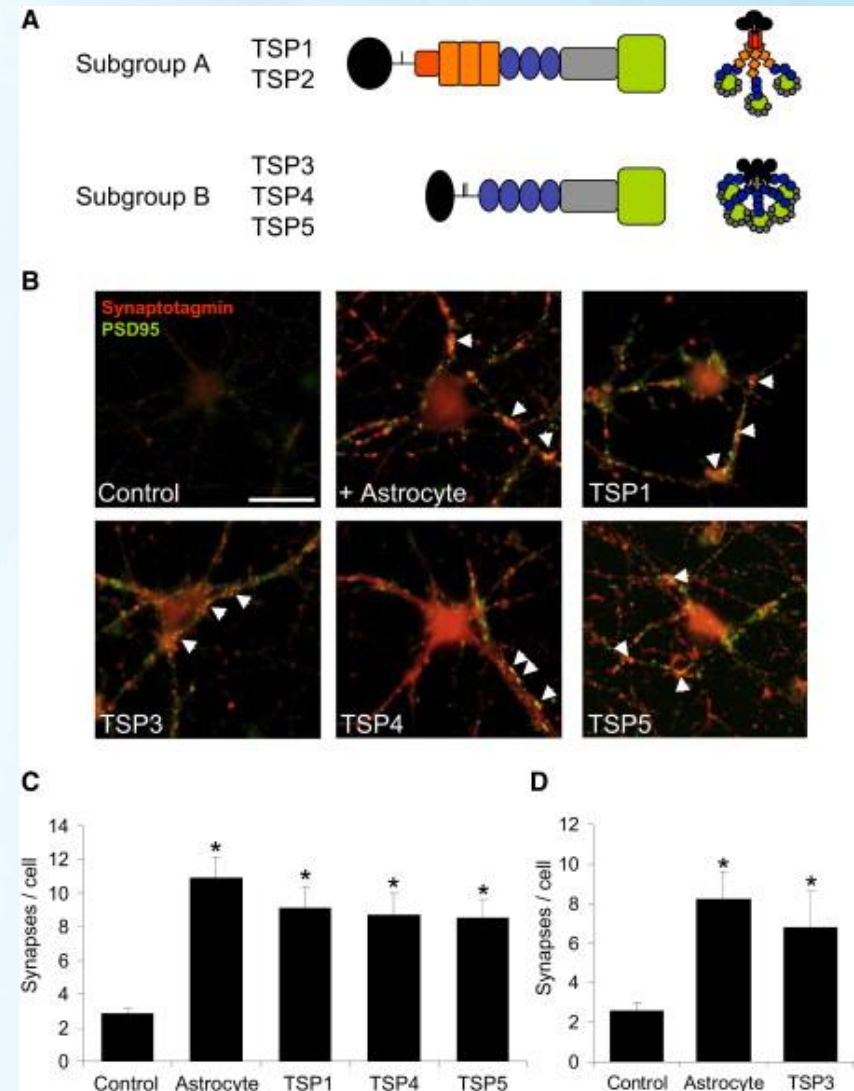 A
Subgroup A
TSP1
TSP2
Subgroup B
TSP3
TSP4
TSP5
B
Synaptotagmin
PSD95
Control
+ Astrocyte
TSP1
TSP3
TSP4
TSP5
C
Synapses / cell
14
12
10
8
6
4
2
0
*
*
*
*
Control Astrocyte TSP1 TSP4 TSP5
D
Synapses / cell
12
10
8
6
4
2
0
*
*
Control Astrocyte TSP3